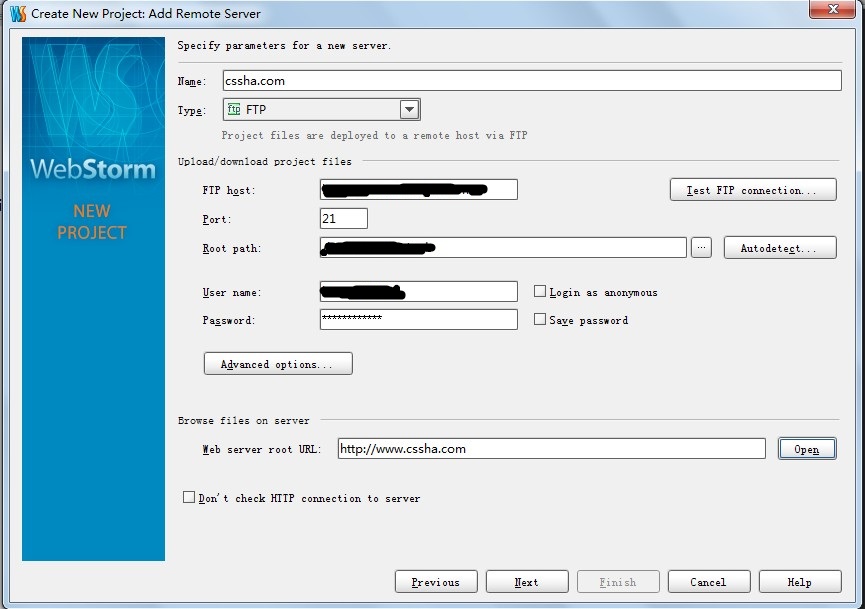 Create New Project: Add Remote Server
Specify parameters for a new server.
WebStorm
NEW
PROJECT
Name: cssha.com
Type: ftp FTP
Project files are deployed to a remote host via FTP
Upload/download project files
FTP host: Test FTP connection...
Port: 21
Root path: ... Autodetect...
User name: Login as anonymous
Password: ************ Save password
Advanced options...
Browse files on server
Web server root URL: http://www.cssha.com Open
Don't check HTTP connection to server
Previous Next Finish Cancel Help